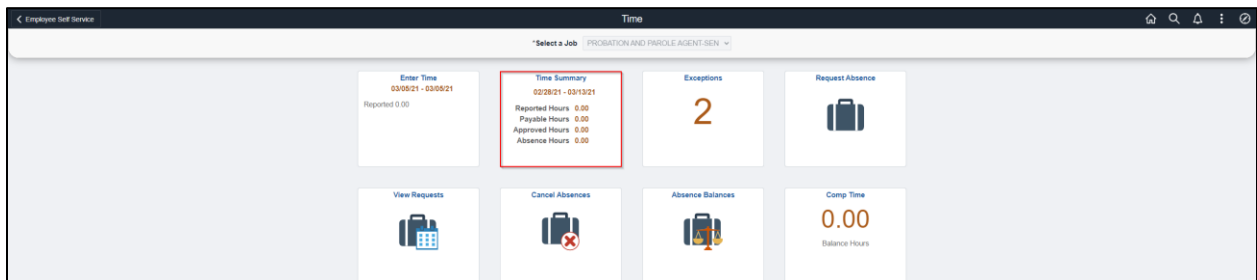 Employee Self Service
Time
*Select a Job PROBATION AND PAROLE AGENT-SEN
Enter Time
03/05/21 - 03/05/21
Reported 0.00
Time Summary
02/28/21 - 03/13/21
Reported Hours 0.00
Payable Hours 0.00
Approved Hours 0.00
Absence Hours 0.00
Exceptions
2
Request Absence
View Requests
Cancel Absences
Absence Balances
Comp Time
0.00
Balance Hours